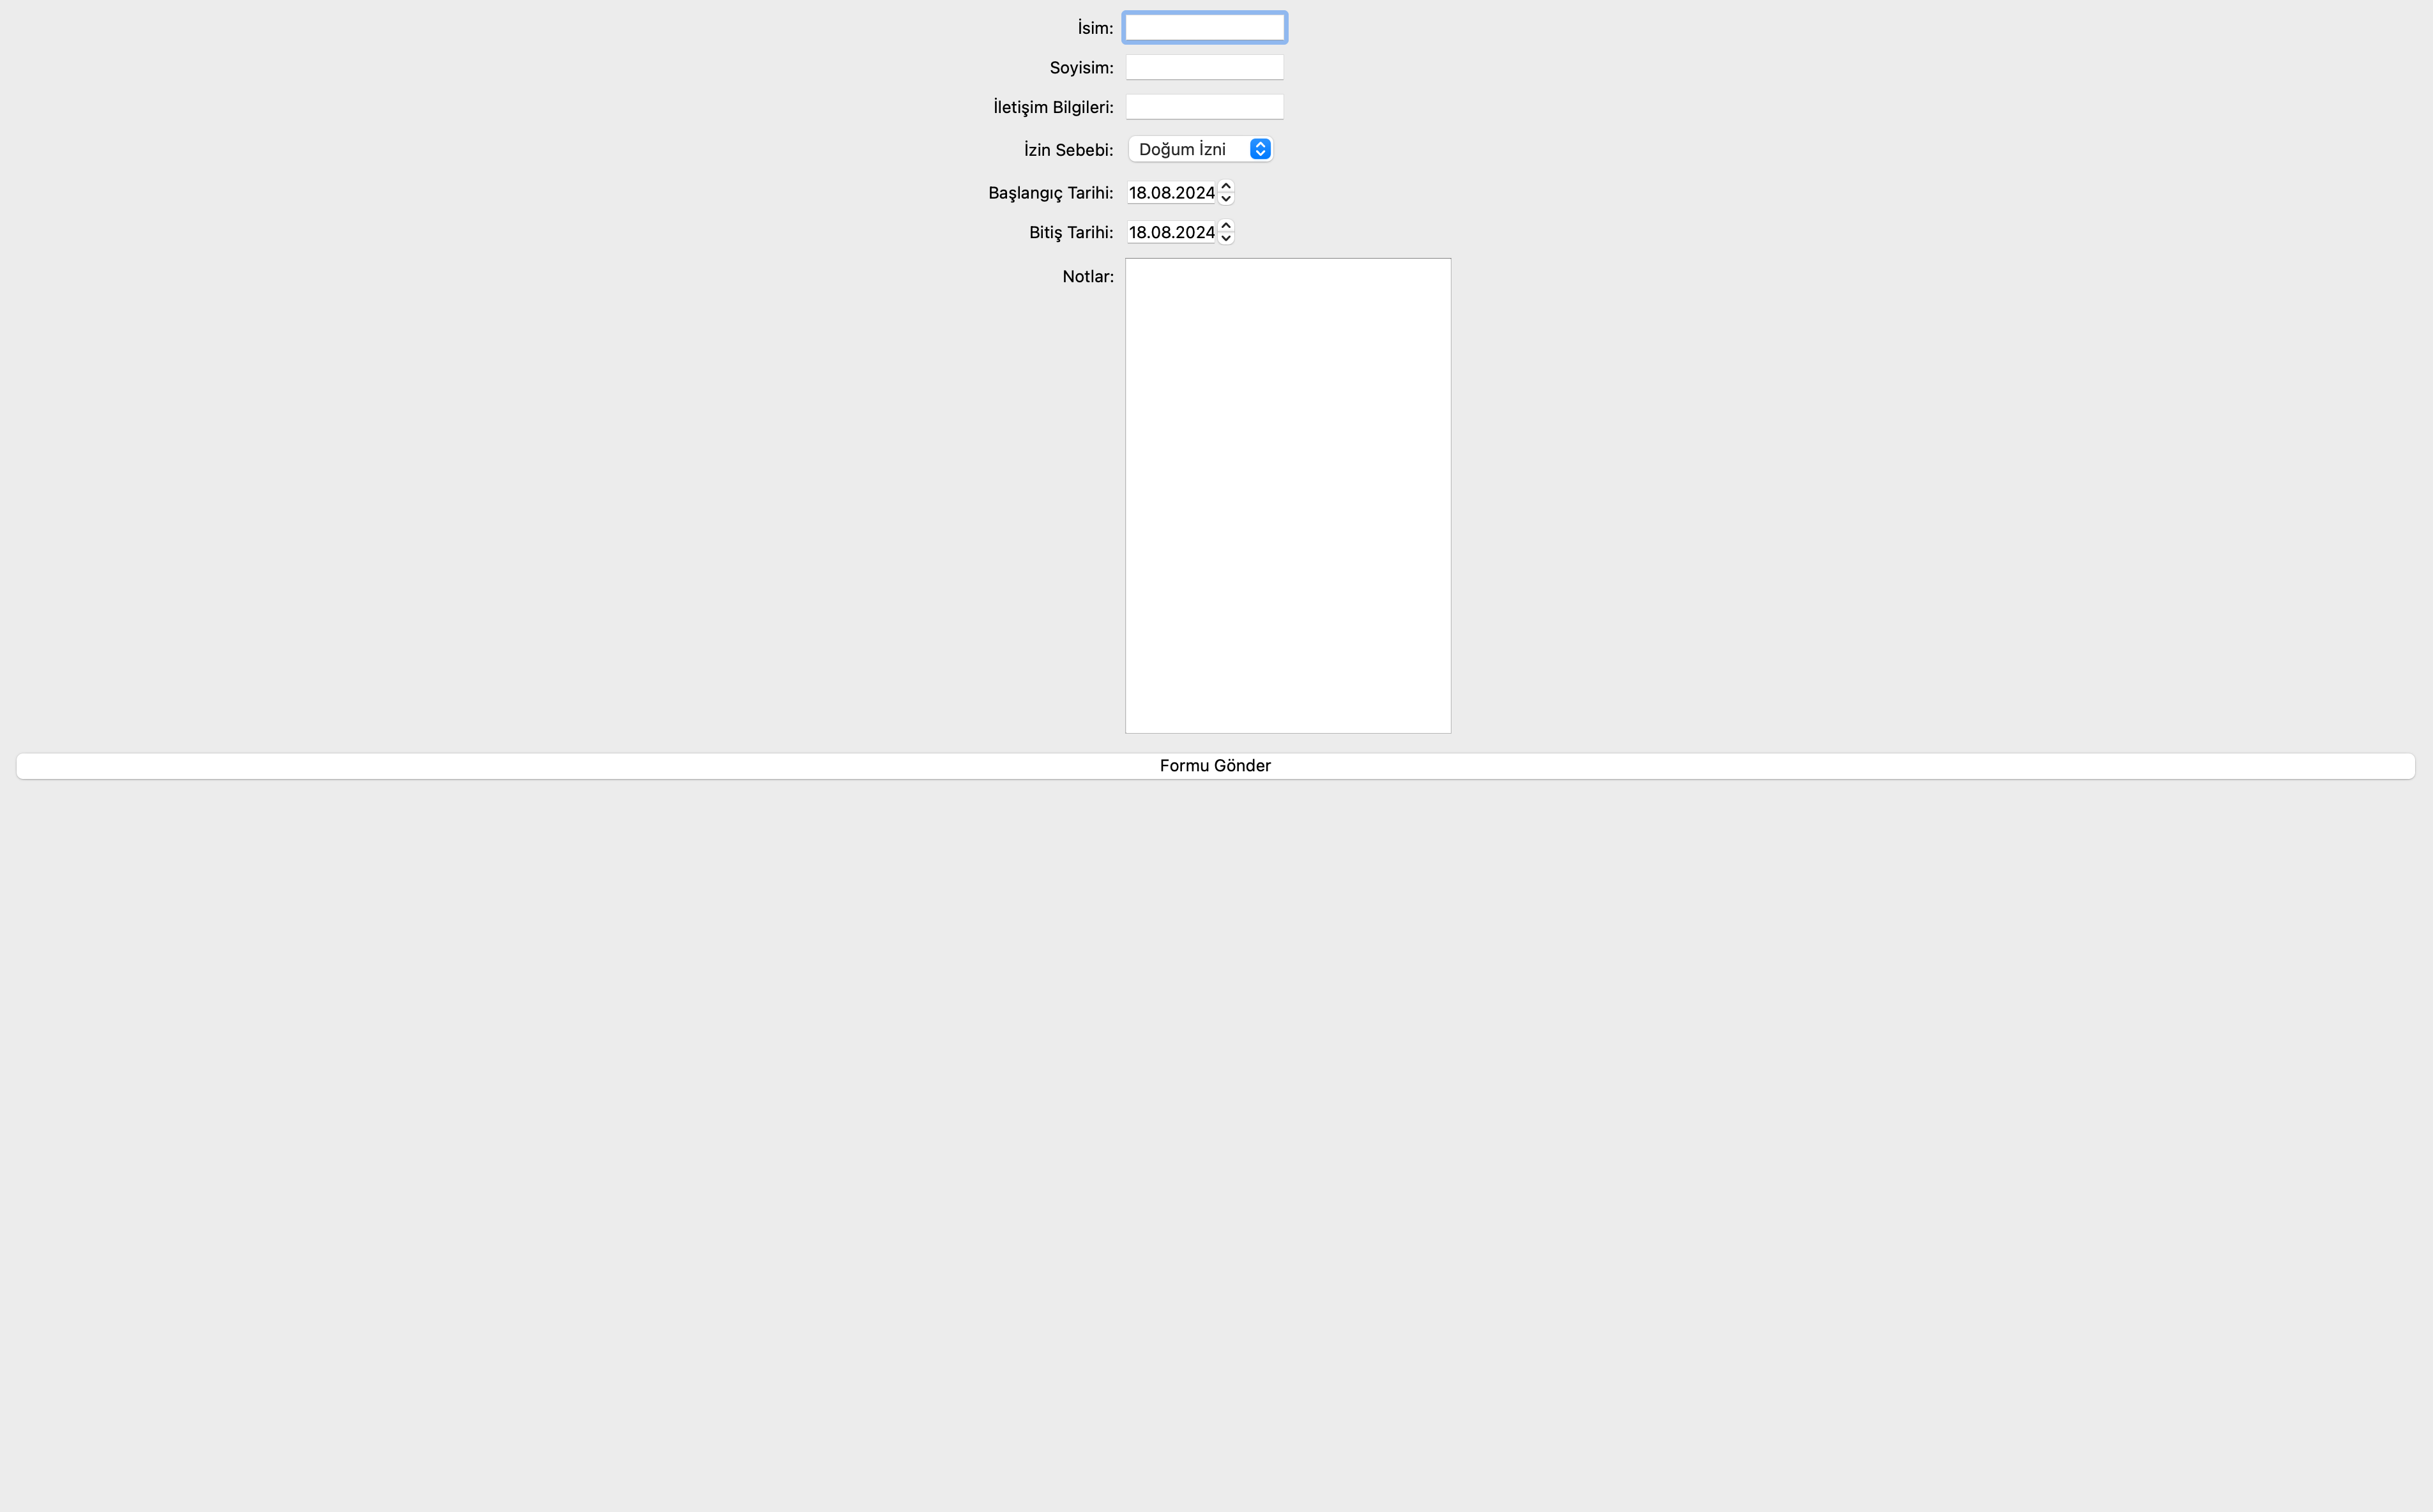 İsim:
Soyisim:
İletişim Bilgileri:
İzin Sebebi: Doğum İzni
Başlangıç Tarihi: 18.08.2024
Bitiş Tarihi: 18.08.2024
Notlar:
Formu Gönder